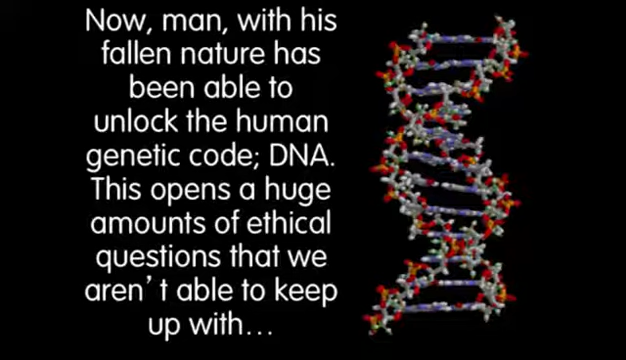 Now, man, with his
fallen nature has
been able to
unlock the human
genetic code; DNA.
This opens a huge
amounts of ethical
questions that we
aren't able to keep
up with...